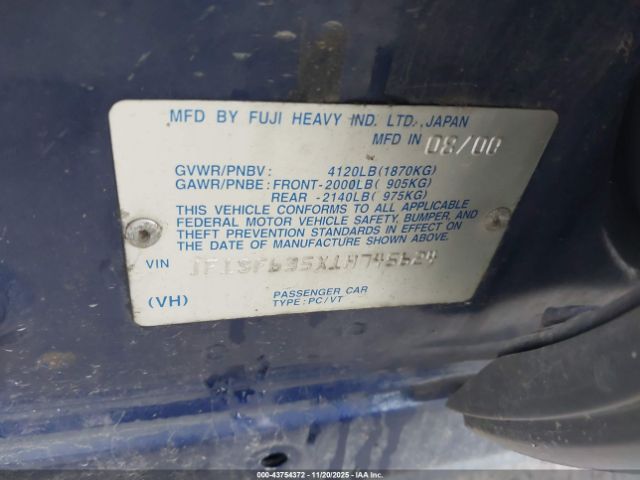 MFD BY FUJI HEAVY IND. LTD., JAPAN
MFD IN 08/00
GVWR/PNBV: 4120LB(1870KG)
GAWR/PNBE: FRONT-2000LB( 905KG)
REAR -2140LB( 975KG)
THIS VEHICLE CONFORMS TO ALL APPLICABLE
FEDERAL MOTOR VEHICLE SAFETY, BUMPER, AND
THEFT PREVENTION STANDARDS IN EFFECT ON
THE DATE OF MANUFACTURE SHOWN ABOVE.
VIN JF1SF635X1H745624
(VH) PASSENGER CAR
TYPE: PC/VT
000-43754372 - 11/20/2025 - IAAI.COM